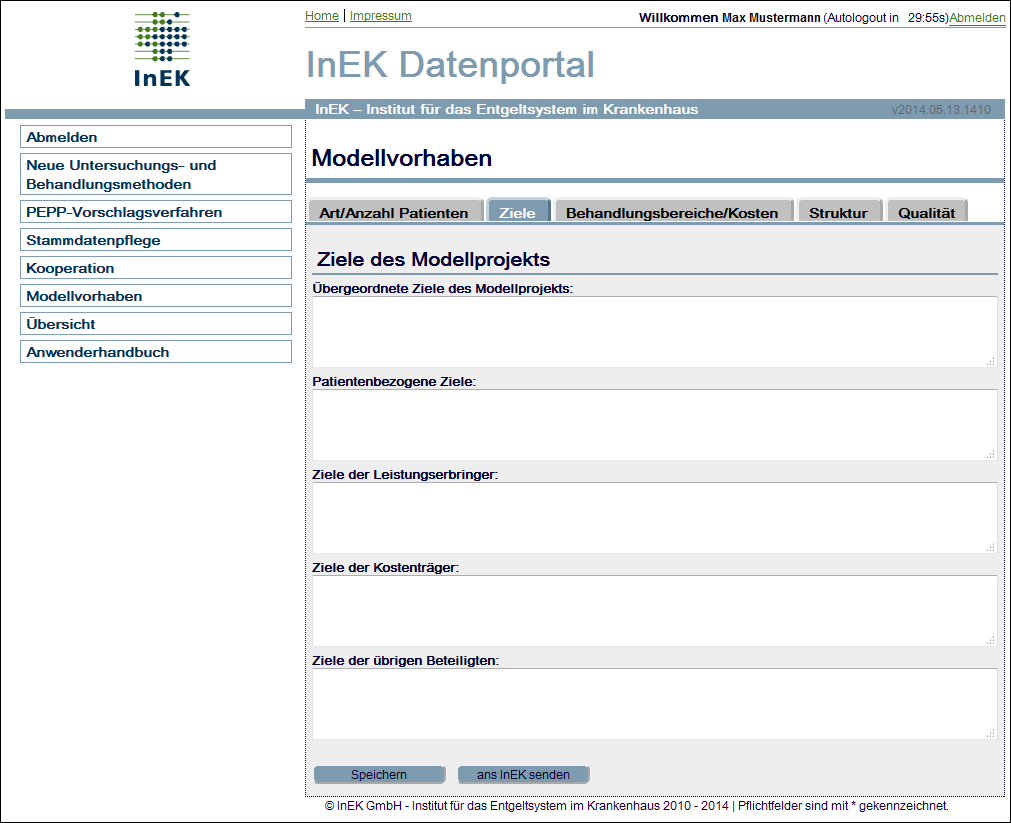 InEK
Home | Impressum
Willkommen Max Mustermann (Autologout in 29:55s)Abmelden
InEK Datenportal
InEK – Institut für das Entgeltsystem im Krankenhaus
v2014.05.13.1410
Abmelden
Neue Untersuchungs- und
Behandlungsmethoden
PEPP-Vorschlagsverfahren
Stammdatenpflege
Kooperation
Modellvorhaben
Übersicht
Anwenderhandbuch
Modellvorhaben
Art/Anzahl Patienten
Ziele
Behandlungsbereiche/Kosten
Struktur
Qualität
Ziele des Modellprojekts
Übergeordnete Ziele des Modellprojekts:
Patientenbezogene Ziele:
Ziele der Leistungserbringer:
Ziele der Kostenträger:
Ziele der übrigen Beteiligten:
Speichern
ans InEK senden
© InEK GmbH - Institut für das Entgeltsystem im Krankenhaus 2010 - 2014 | Pflichtfelder sind mit * gekennzeichnet.